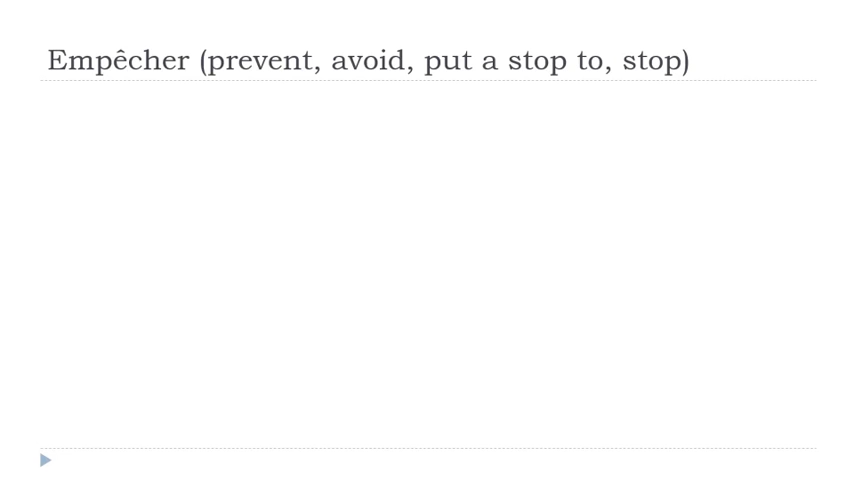 Empêcher (prevent, avoid, put a stop to, stop)